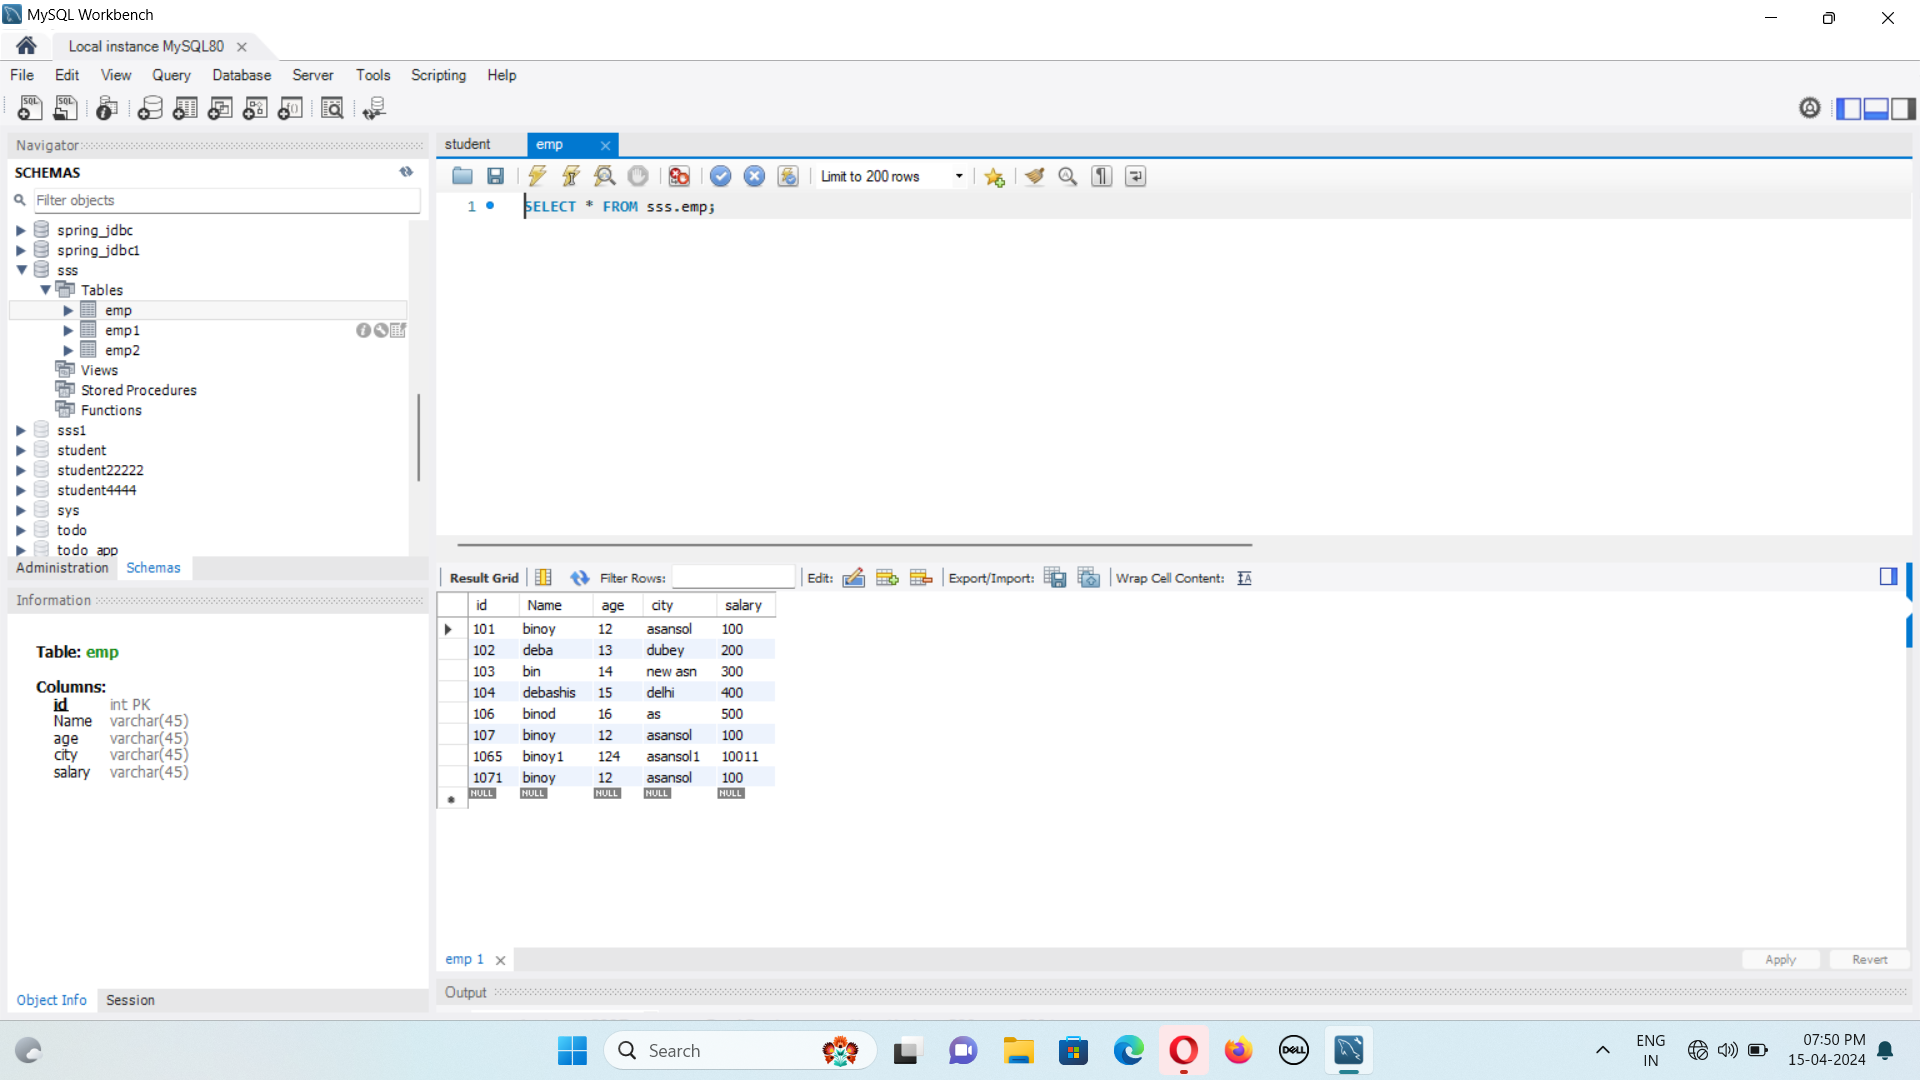 MySQL Workbench
Local instance MySQL80
File Edit View Query Database Server Tools Scripting Help
Navigator
SCHEMAS
Filter objects
spring_jdbc
spring_jdbc1
sss
Tables
emp
emp1
emp2
Views
Stored Procedures
Functions
sss1
student
student22222
student4444
sys
todo
todo_app
Administration Schemas
Information
Table: emp
Columns:
id int PK
Name varchar(45)
age varchar(45)
city varchar(45)
salary varchar(45)
Object Info Session
student emp
Limit to 200 rows
1 SELECT * FROM sss.emp;
Result Grid Filter Rows: Edit: Export/Import: Wrap Cell Content:
id Name age city salary
101 binoy 12 asansol 100
102 deba 13 dubey 200
103 bin 14 new asn 300
104 debashis 15 delhi 400
106 binod 16 as 500
107 binoy 12 asansol 100
1065 binoy1 124 asansol1 10011
1071 binoy 12 asansol 100
NULL NULL NULL NULL NULL
emp 1
Apply Revert
Output
Search
DELL
ENG
IN
07:50 PM
15-04-2024